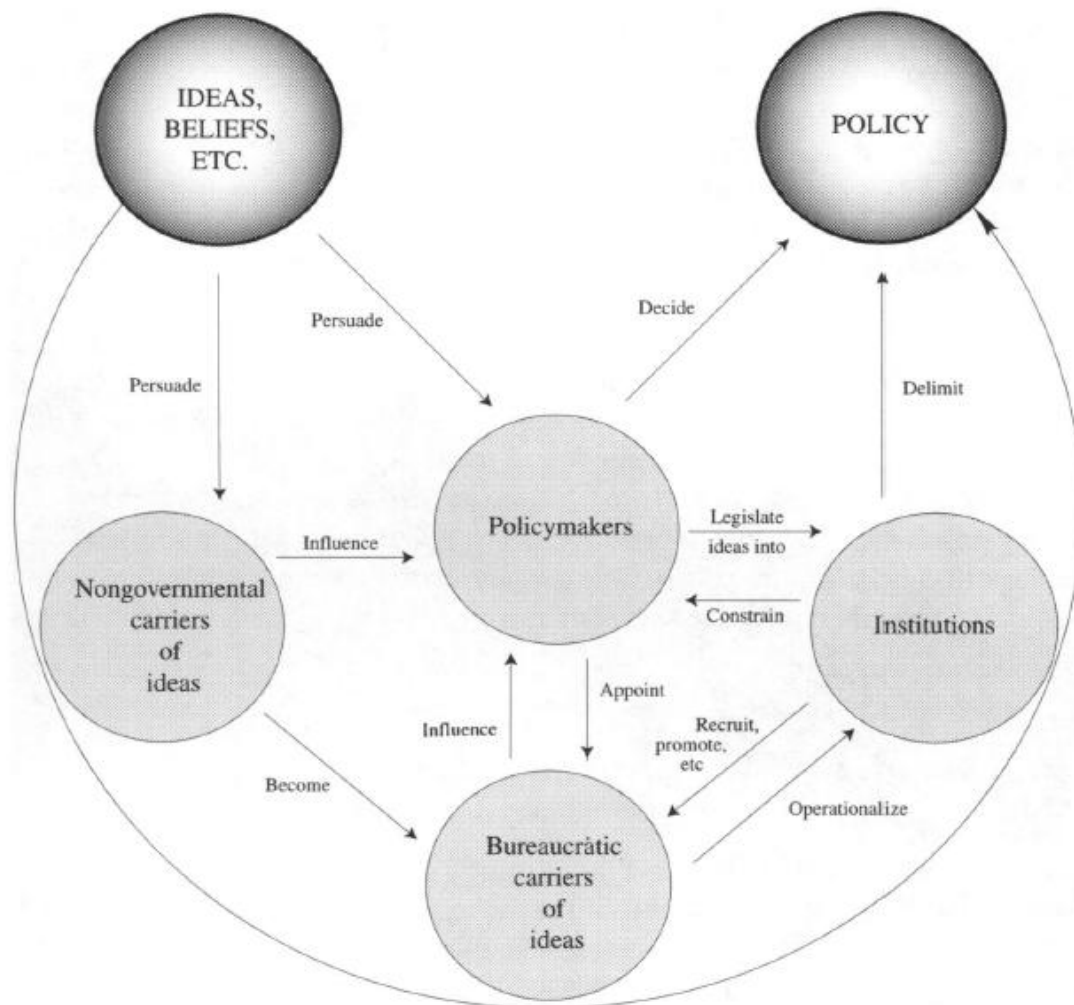 IDEAS,
BELIEFS,
ETC.
POLICY
Persuade
Decide
Persuade
Delimit
Policymakers
Legislate
ideas into
Influence
Nongovernmental
carriers
of
ideas
Constrain
Institutions
Influence
Appoint
Recruit,
promote,
etc
Become
Operationalize
Bureaucratic
carriers
of
ideas